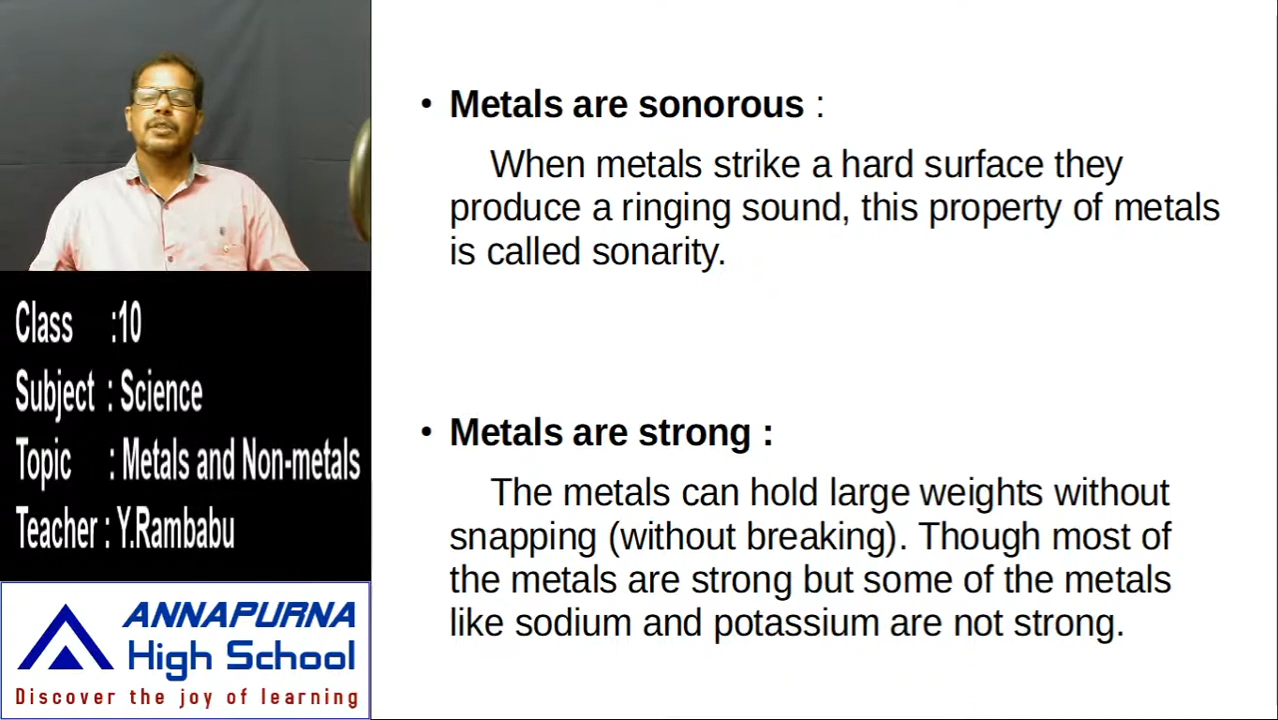 • Metals are sonorous :
When metals strike a hard surface they
produce a ringing sound, this property of metals
is called sonarity.
• Metals are strong :
The metals can hold large weights without
snapping (without breaking). Though most of
the metals are strong but some of the metals
like sodium and potassium are not strong.
Class :10
Subject : Science
Topic : Metals and Non-metals
Teacher : Y.Rambabu
ANNAPURNA
High School
Discover the joy of learning